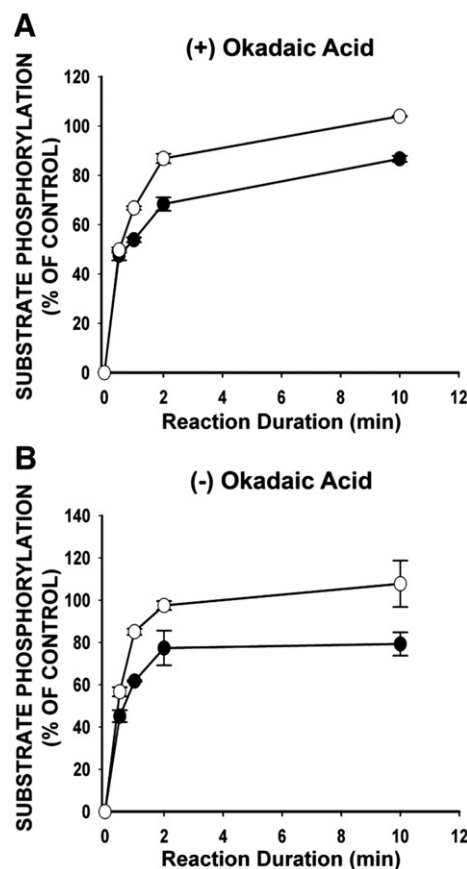 A
(+) Okadaic Acid
SUBSTRATE PHOSPHORYLATION
(% OF CONTROL)
120
100
80
60
40
20
0
0 2 4 6 8 10 12
Reaction Duration (min)
B
(-) Okadaic Acid
SUBSTRATE PHOSPHORYLATION
(% OF CONTROL)
140
120
100
80
60
40
20
0
0 2 4 6 8 10 12
Reaction Duration (min)